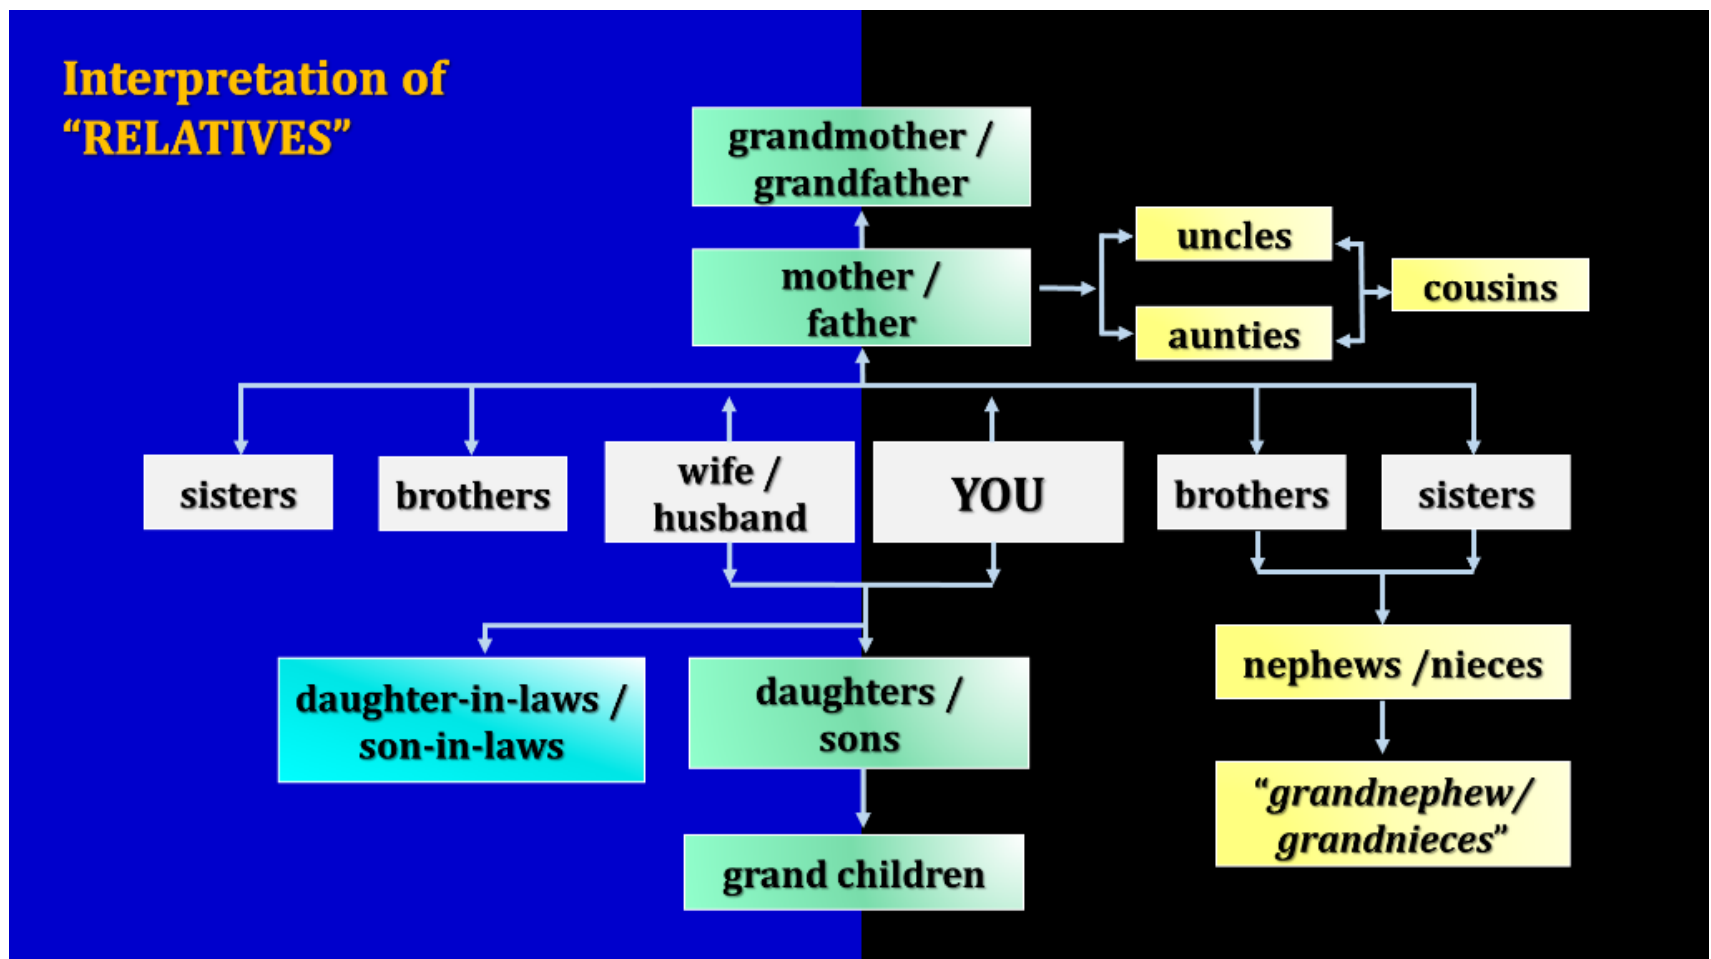 Interpretation of
“RELATIVES”
grandmother /
grandfather
mother /
father
uncles
aunties
cousins
sisters
brothers
wife /
husband
YOU
brothers
sisters
daughter-in-laws /
son-in-laws
daughters /
sons
nephews /nieces
grand children
“grandnephew/
grandnieces”